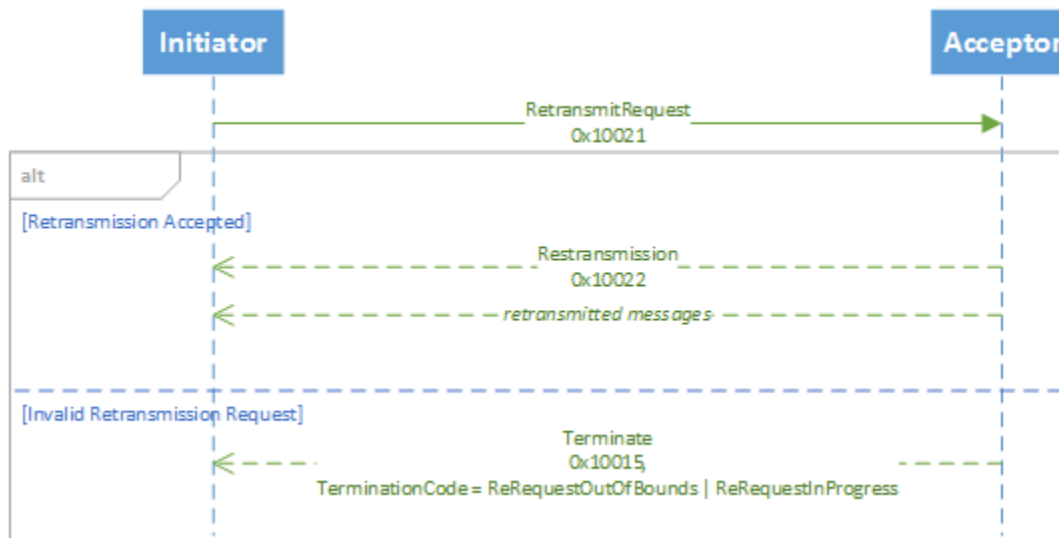 Initiator
Acceptor
RetransmitRequest
0x10021
alt
[Retransmission Accepted]
Restransmission
0x10022
retransmitted messages
[Invalid Retransmission Request]
Terminate
0x10015,
TerminationCode = ReRequestOutOfBounds | ReRequestInProgress